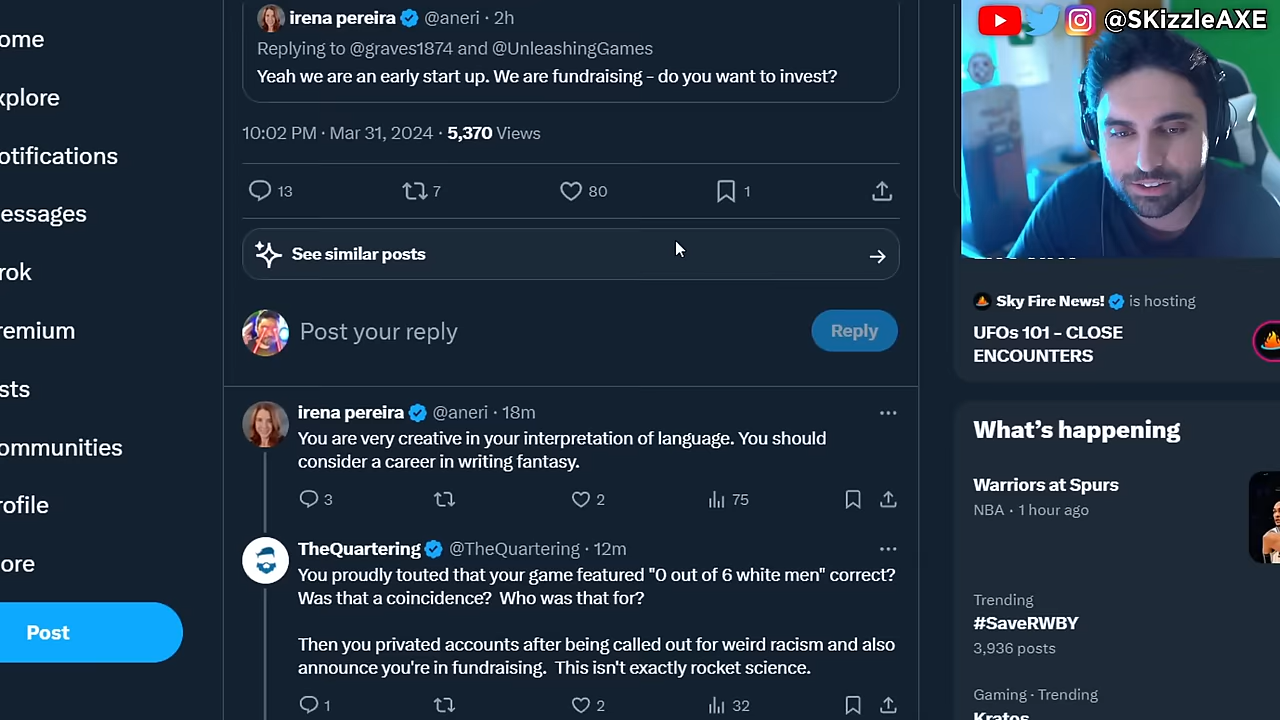 @SKizzleAXE
ome
xplore
otifications
essages
rok
remium
sts
ommunities
rofile
ore
Post
irena pereira @aneri · 2h
Replying to @graves1874 and @UnleashingGames
Yeah we are an early start up. We are fundraising – do you want to invest?
10:02 PM · Mar 31, 2024 · 5,370 Views
13 7 80 1
See similar posts
Post your reply
Reply
irena pereira @aneri · 18m
You are very creative in your interpretation of language. You should
consider a career in writing fantasy.
3 2 75
TheQuartering @TheQuartering · 12m
You proudly touted that your game featured "0 out of 6 white men" correct?
Was that a coincidence? Who was that for?
Then you privated accounts after being called out for weird racism and also
announce you're in fundraising. This isn't exactly rocket science.
1 2 32
Sky Fire News! is hosting
UFOs 101 – CLOSE
ENCOUNTERS
What's happening
Warriors at Spurs
NBA · 1 hour ago
Trending
#SaveRWBY
3,936 posts
Gaming · Trending
Kratos